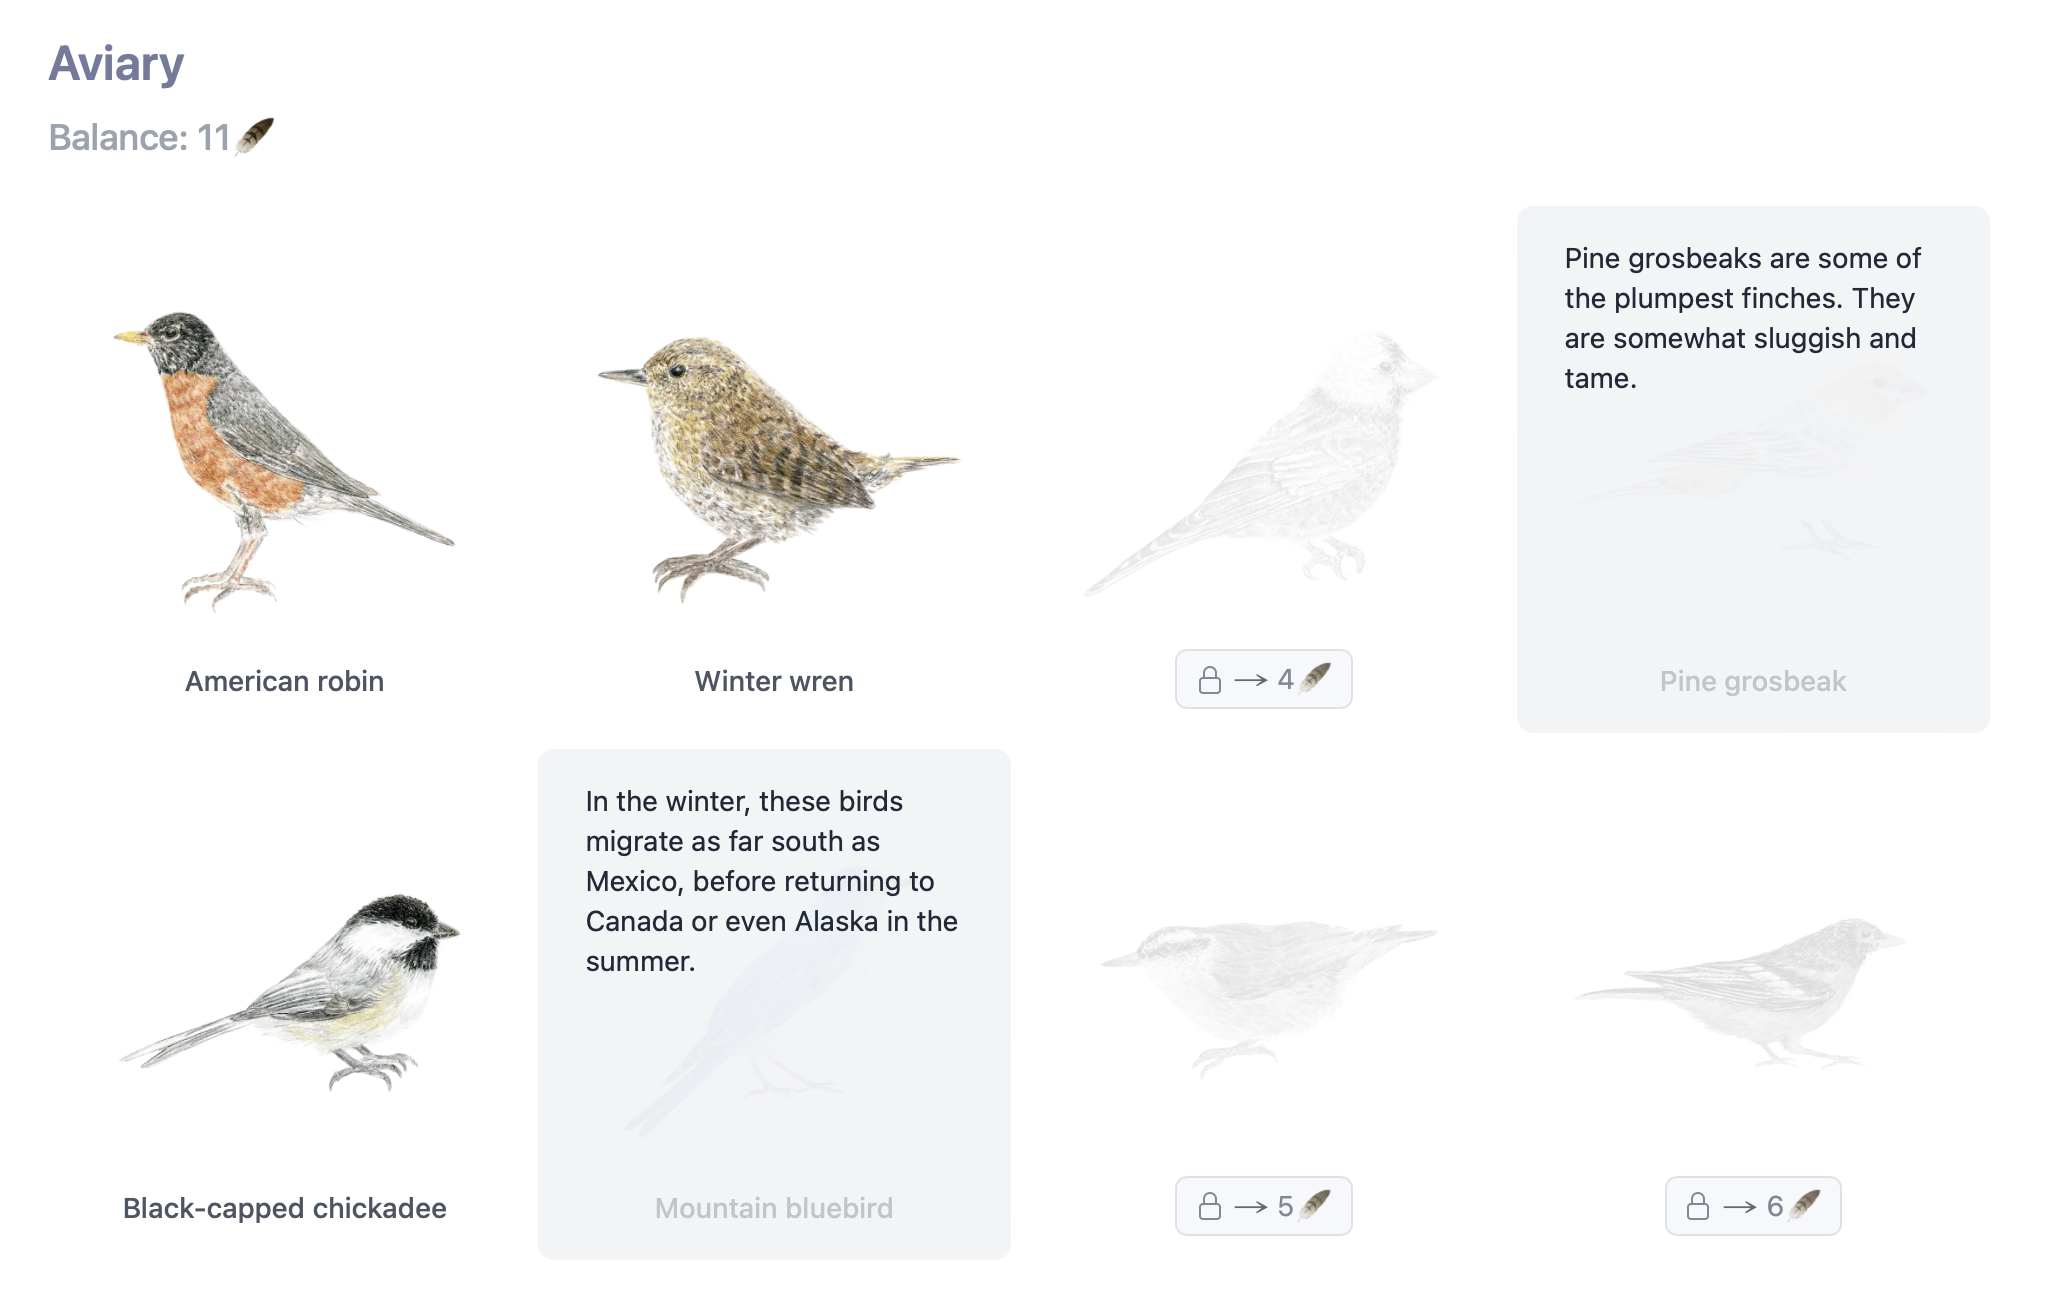 Aviary
Balance: 11
Pine grosbeaks are some of
the plumpest finches. They
are somewhat sluggish and
tame.
American robin
Winter wren
→ 4
Pine grosbeak
In the winter, these birds
migrate as far south as
Mexico, before returning to
Canada or even Alaska in the
summer.
Black-capped chickadee
Mountain bluebird
→ 5
→ 6